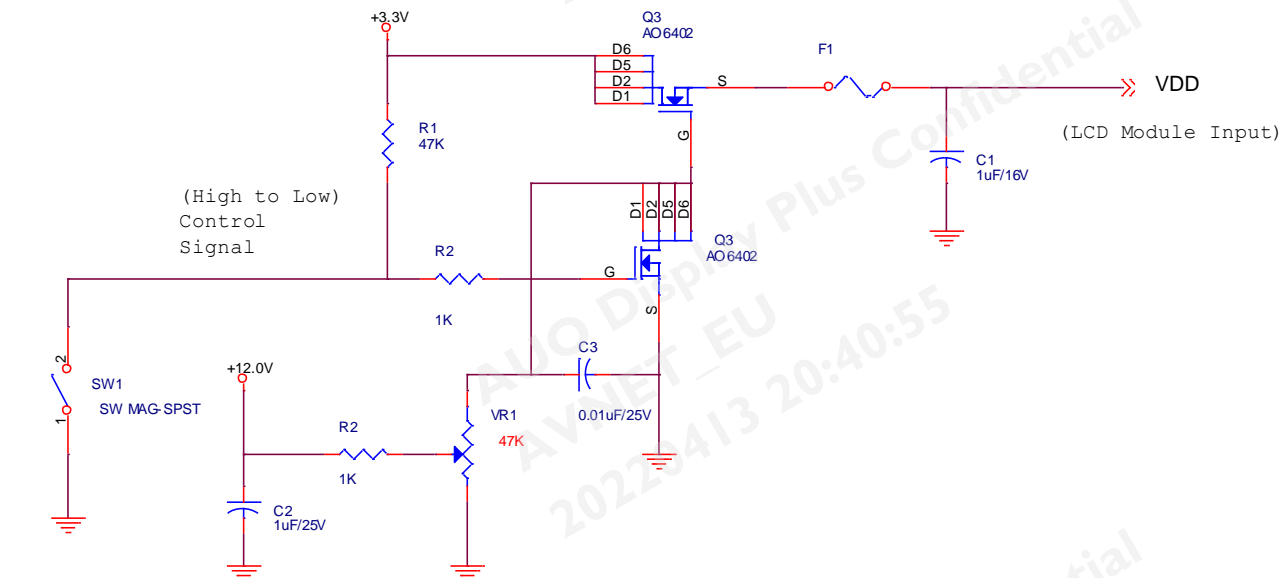 +3.3V
Q3
AO6402
D6
D5
D2
D1
S
G
F1
VDD
(LCD Module Input)
R1
47K
C1
1uF/16V
(High to Low)
Control
Signal
D1
D2
D5
D6
Q3
AO6402
R2
1K
G
S
2
1
SW1
SW MAG-SPST
+12.0V
C3
0.01uF/25V
VR1
47K
R2
1K
C2
1uF/25V
AUO Display Plus Confidential
AVNET_EU
20220413 20:40:55
tial